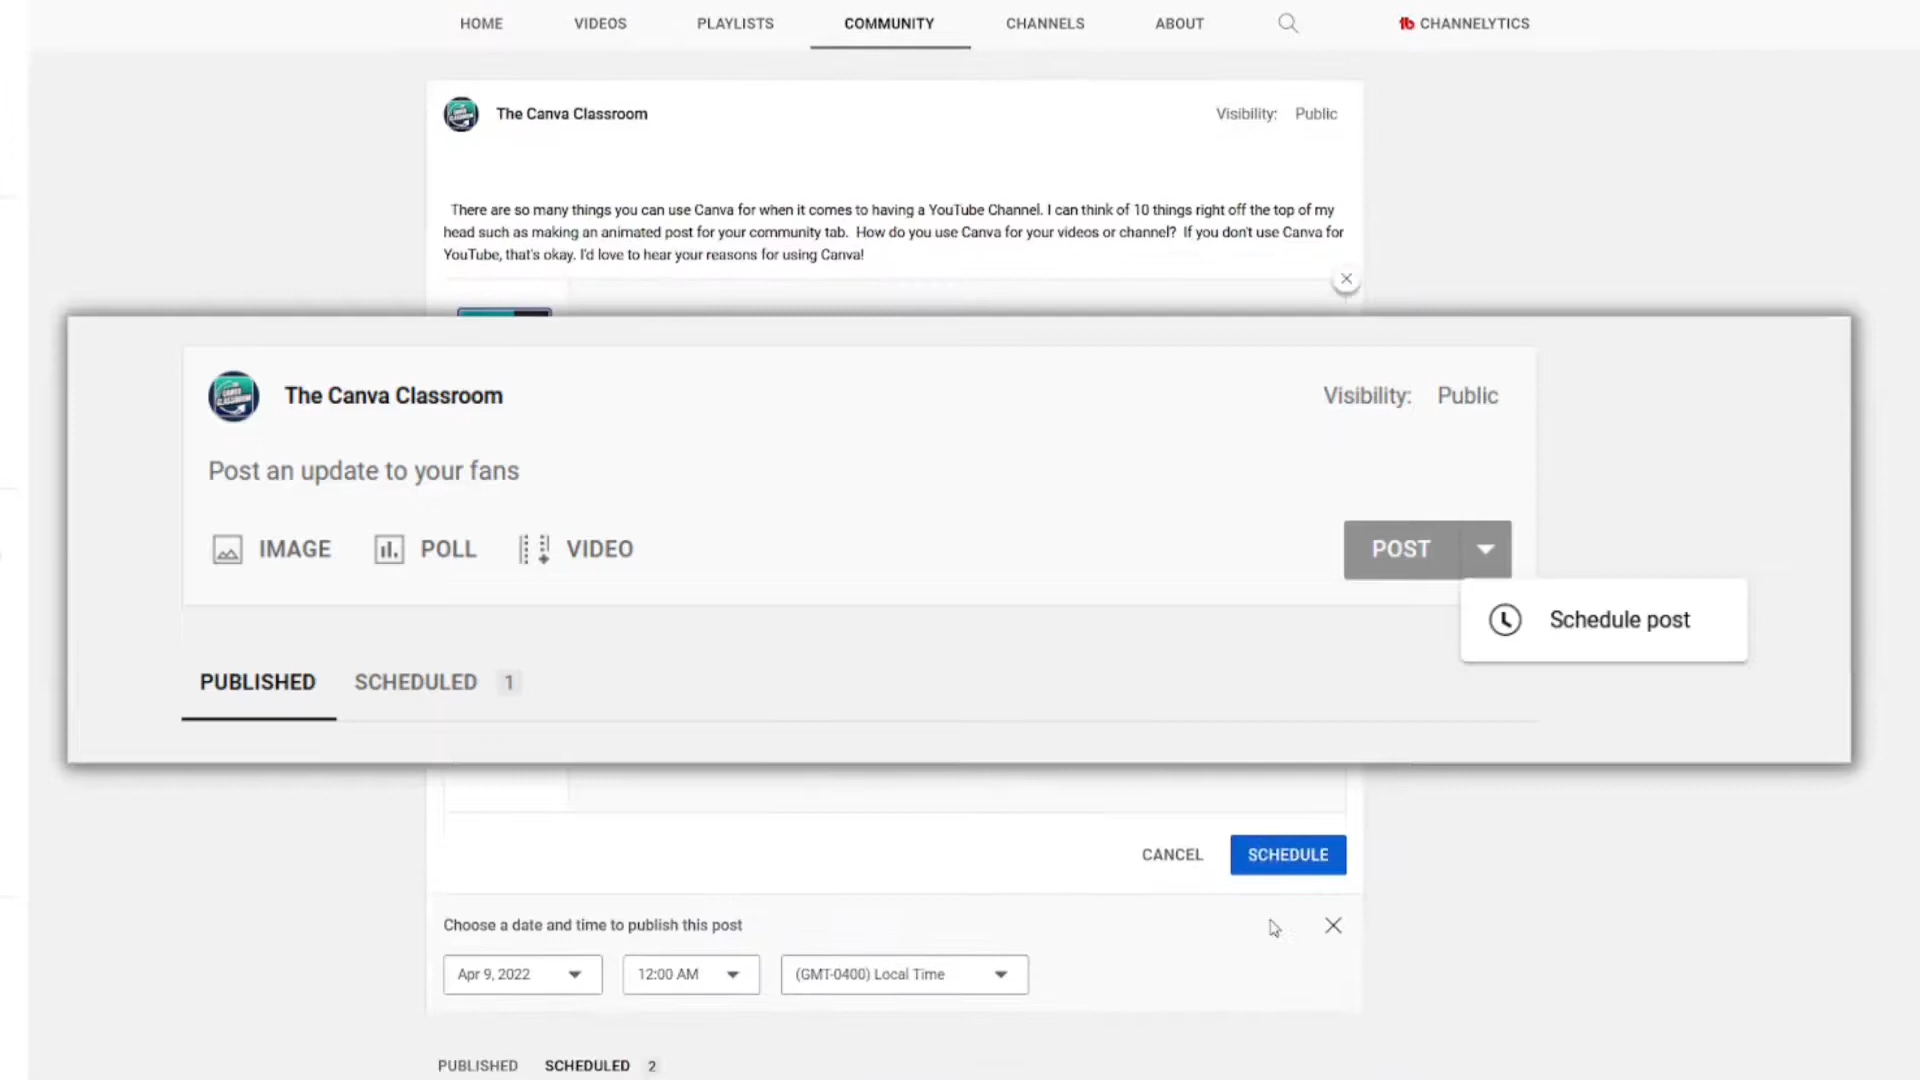 HOME VIDEOS PLAYLISTS COMMUNITY CHANNELS ABOUT CHANNELYTICS
The Canva Classroom Visibility: Public
There are so many things you can use Canva for when it comes to having a YouTube Channel. I can think of 10 things right off the top of my
head such as making an animated post for your community tab. How do you use Canva for your videos or channel? If you don't use Canva for
YouTube, that's okay. I'd love to hear your reasons for using Canva!
The Canva Classroom Visibility: Public
Post an update to your fans
IMAGE POLL VIDEO POST
Schedule post
PUBLISHED SCHEDULED 1
CANCEL SCHEDULE
Choose a date and time to publish this post
Apr 9, 2022 12:00 AM (GMT-0400) Local Time
PUBLISHED SCHEDULED 2